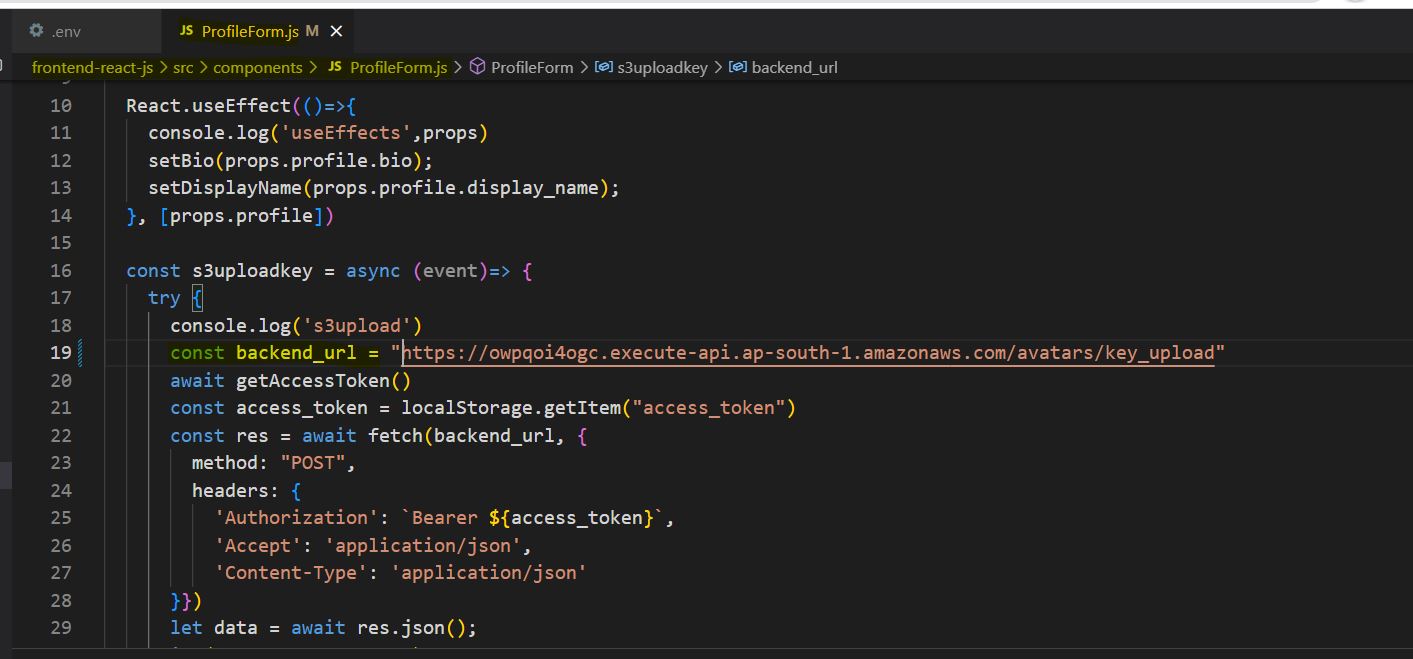 .env
JS ProfileForm.js M
frontend-react-js > src > components > JS ProfileForm.js > ProfileForm > s3uploadkey > backend_url
10 React.useEffect(()=>{
11 console.log('useEffects',props)
12 setBio(props.profile.bio);
13 setDisplayName(props.profile.display_name);
14 }, [props.profile])
15
16 const s3uploadkey = async (event)=> {
17 try {
18 console.log('s3upload')
19 const backend_url = "https://owpqoi4ogc.execute-api.ap-south-1.amazonaws.com/avatars/key_upload"
20 await getAccessToken()
21 const access_token = localStorage.getItem("access_token")
22 const res = await fetch(backend_url, {
23 method: "POST",
24 headers: {
25 'Authorization': `Bearer ${access_token}`,
26 'Accept': 'application/json',
27 'Content-Type': 'application/json'
28 }})
29 let data = await res.json();